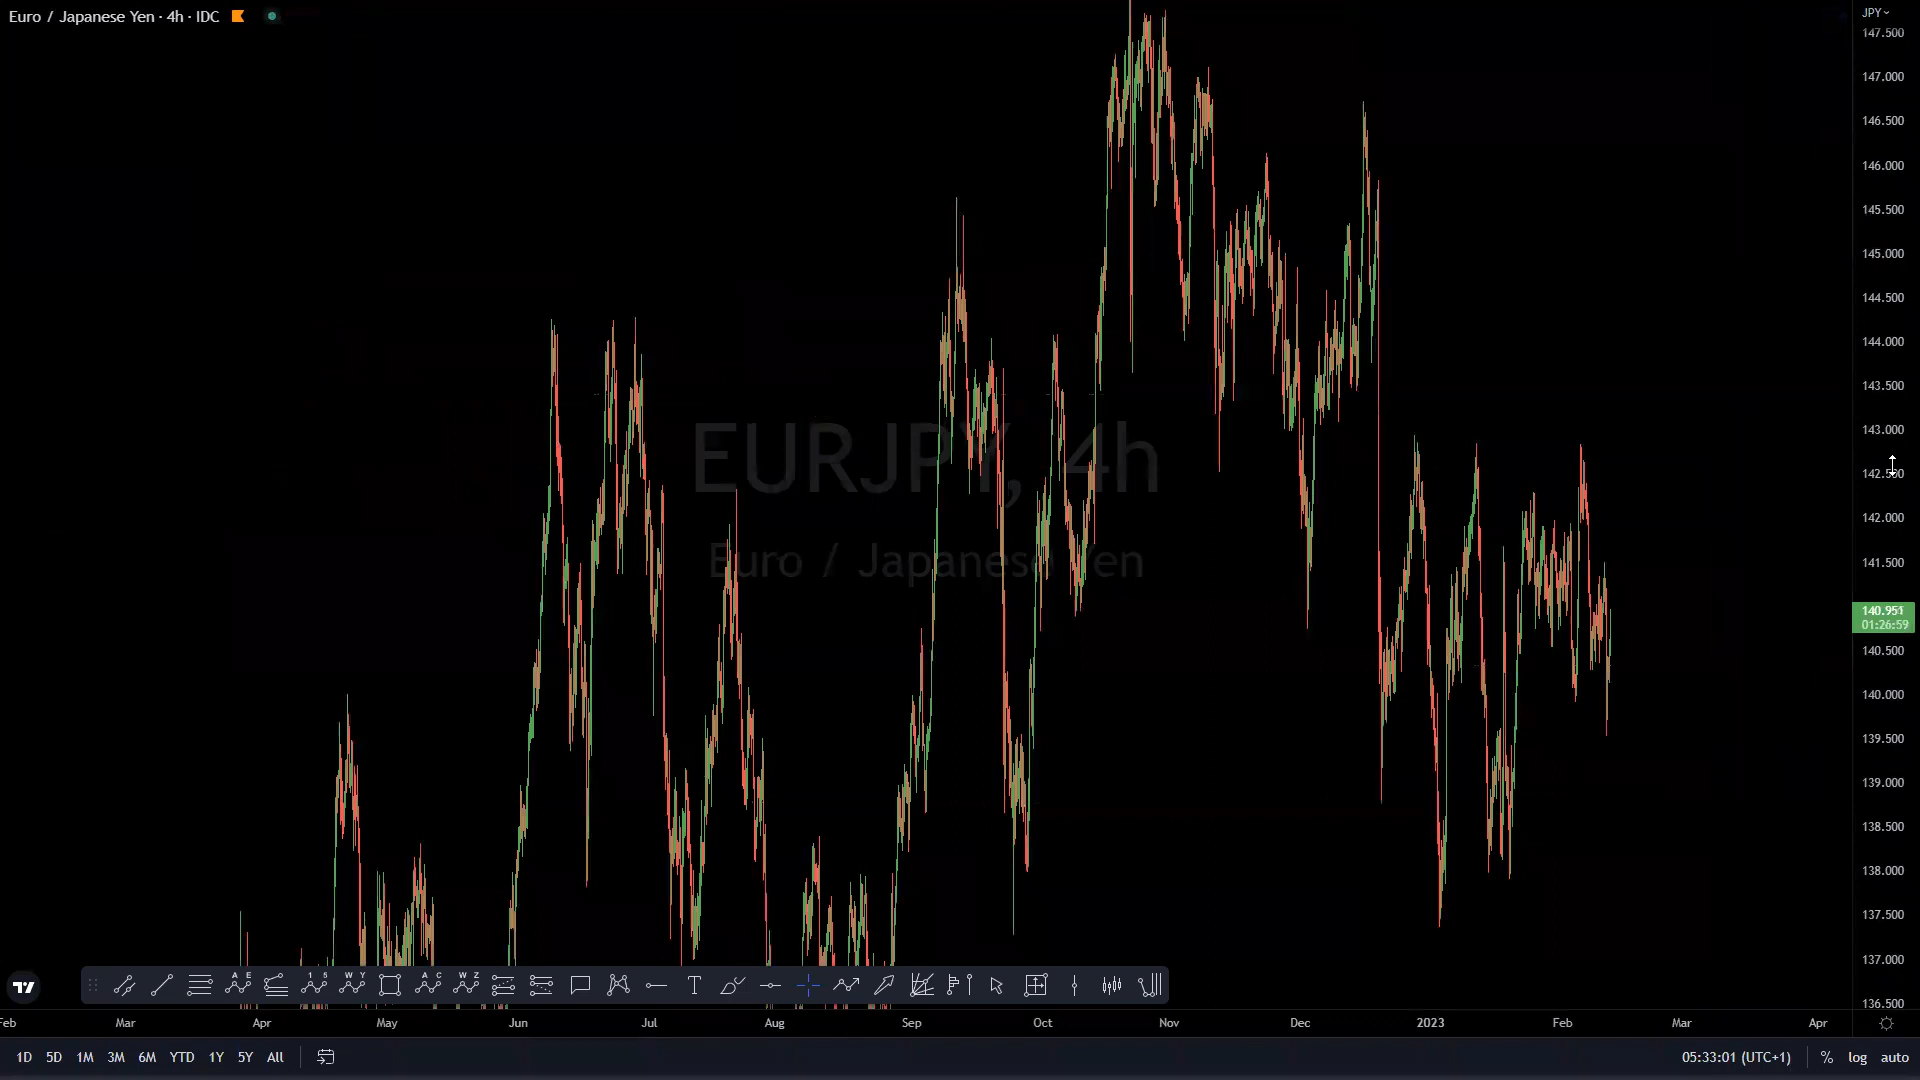 Euro / Japanese Yen · 4h · IDC
JPY
147.500
147.000
146.500
146.000
145.500
145.000
144.500
144.000
143.500
143.000
142.500
142.000
141.500
140.951
01:26:59
140.500
140.000
139.500
139.000
138.500
138.000
137.500
137.000
136.500
EURJPY, 4h
Euro / Japanese Yen
A E
1 5
W Y
A C
W Z
T
Feb Mar Apr May Jun Jul Aug Sep Oct Nov Dec 2023 Feb Mar Apr
1D 5D 1M 3M 6M YTD 1Y 5Y All
05:33:01 (UTC+1) % log auto